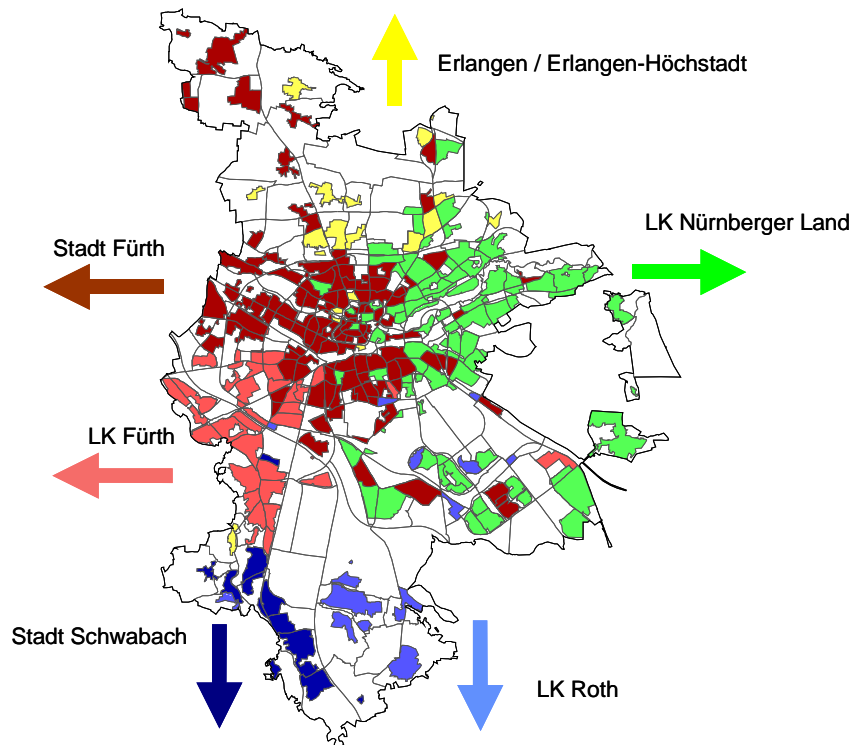 Erlangen / Erlangen-Höchstadt
LK Nürnberger Land
Stadt Fürth
LK Fürth
Stadt Schwabach
LK Roth